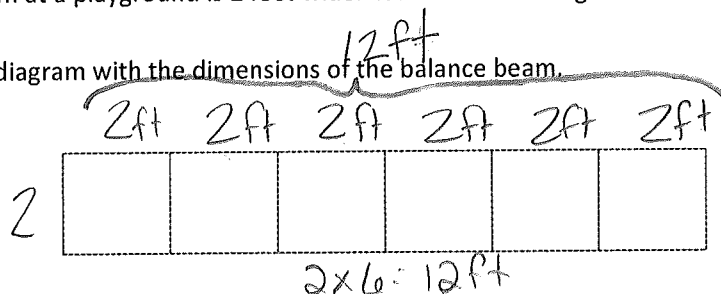 12ft
diagram with the dimensions of the balance beam.
2ft 2ft 2ft 2ft 2ft 2ft
2
2x6= 12ft